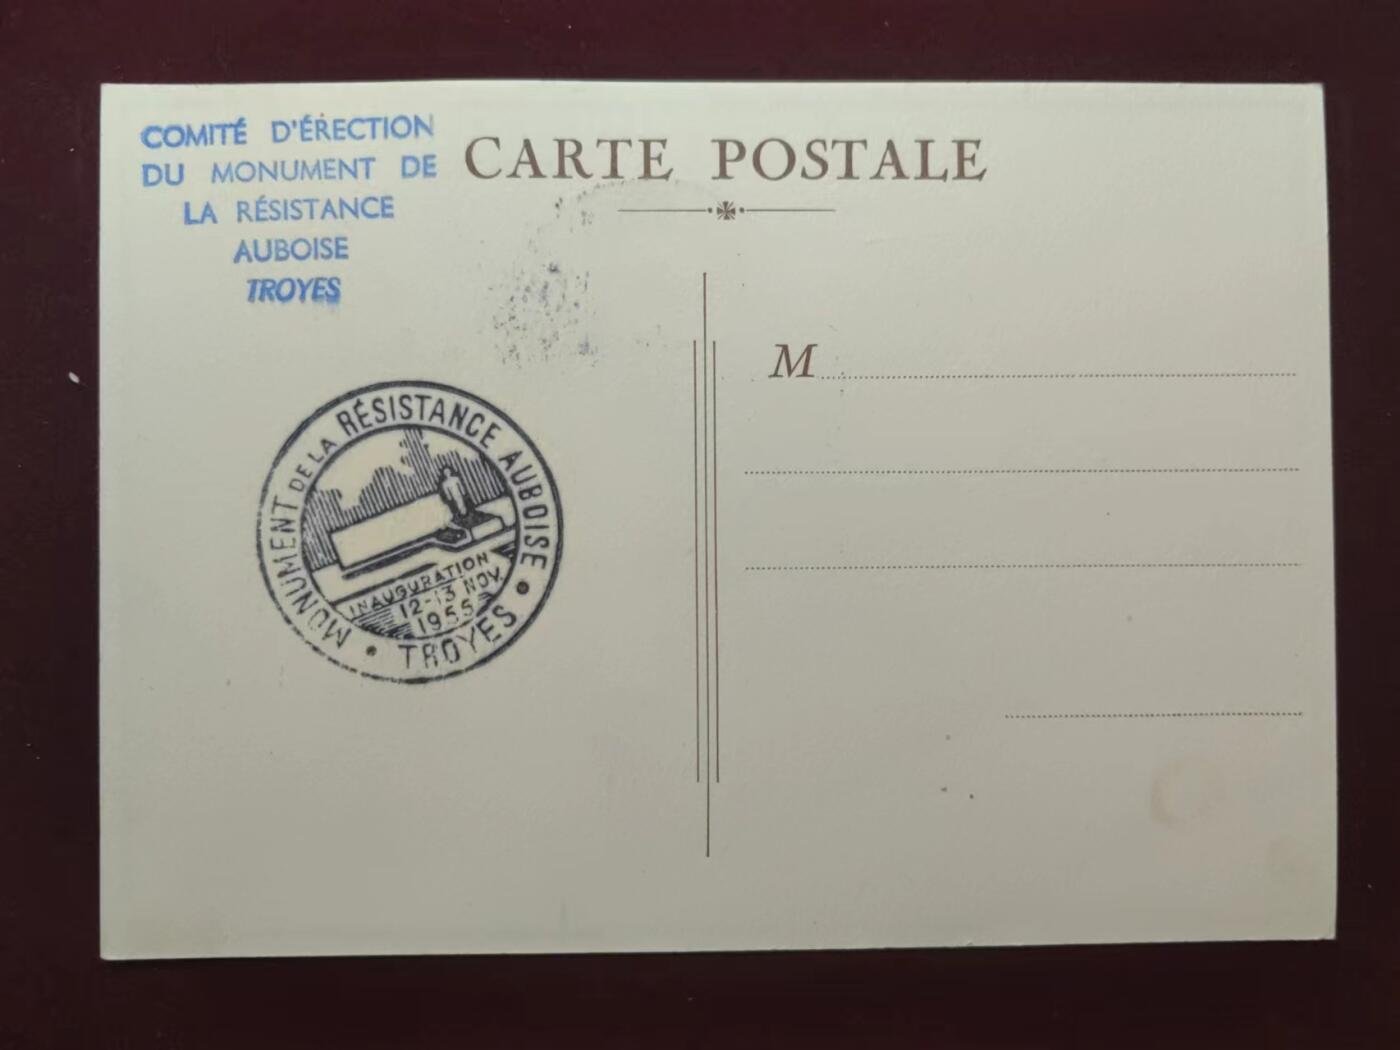 COMITÉ D'ÉRECTION
DU MONUMENT DE
LA RÉSISTANCE
AUBOISE
TROYES
CARTE POSTALE
M
MONUMENT DE LA RÉSISTANCE AUBOISE
INAUGURATION
12-13 NOV.
1955
• TROYES •